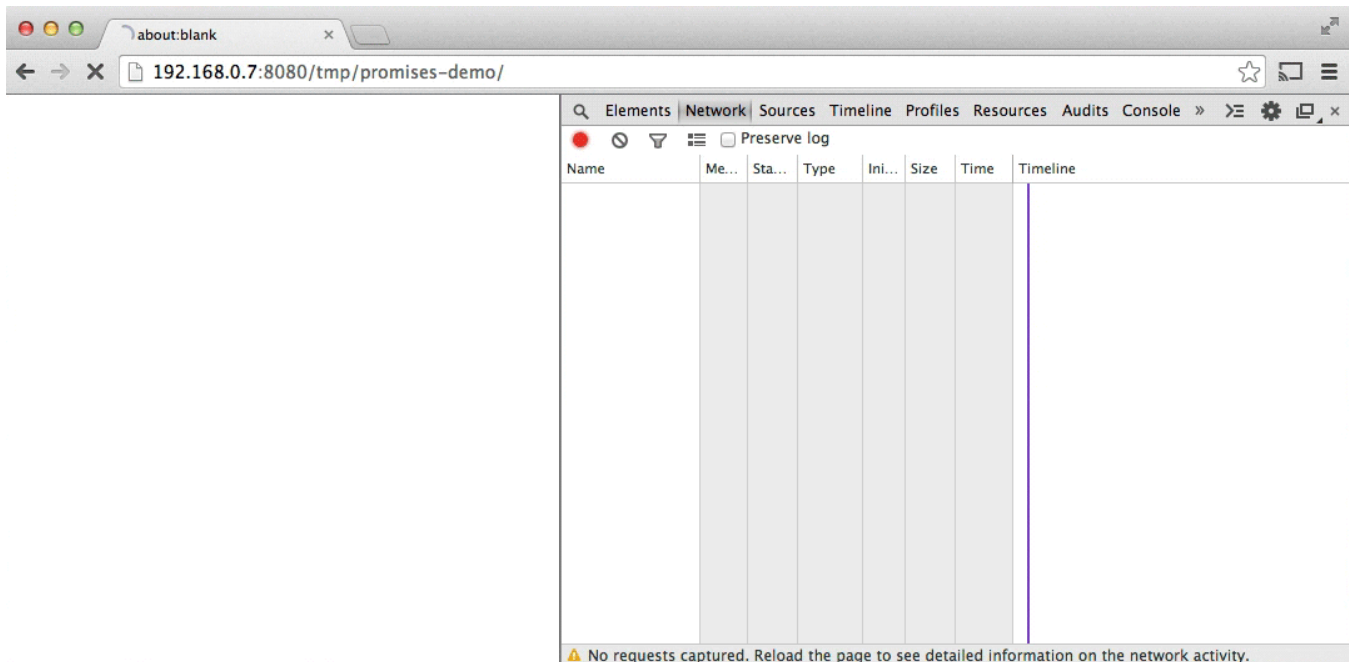 about:blank
192.168.0.7:8080/tmp/promises-demo/
Elements Network Sources Timeline Profiles Resources Audits Console »
Preserve log
Name Me... Sta... Type Ini... Size Time Timeline
No requests captured. Reload the page to see detailed information on the network activity.